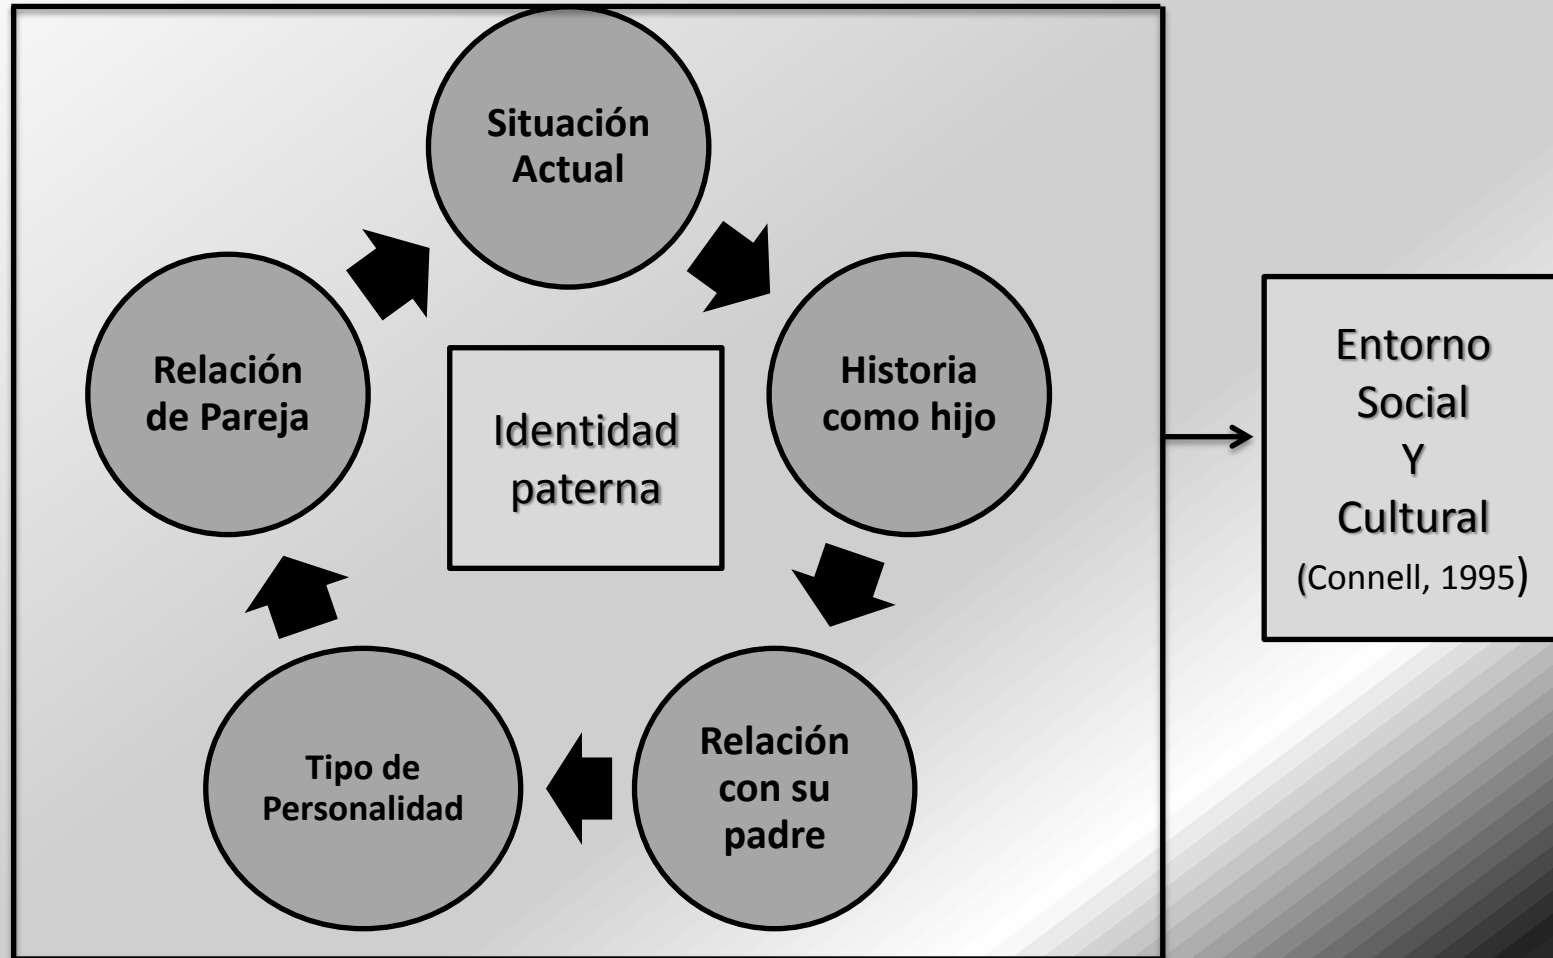 Situación
Actual
Historia
como hijo
Relación
con su
padre
Tipo de
Personalidad
Relación
de Pareja
Identidad
paterna
Entorno
Social
Y
Cultural
(Connell, 1995)